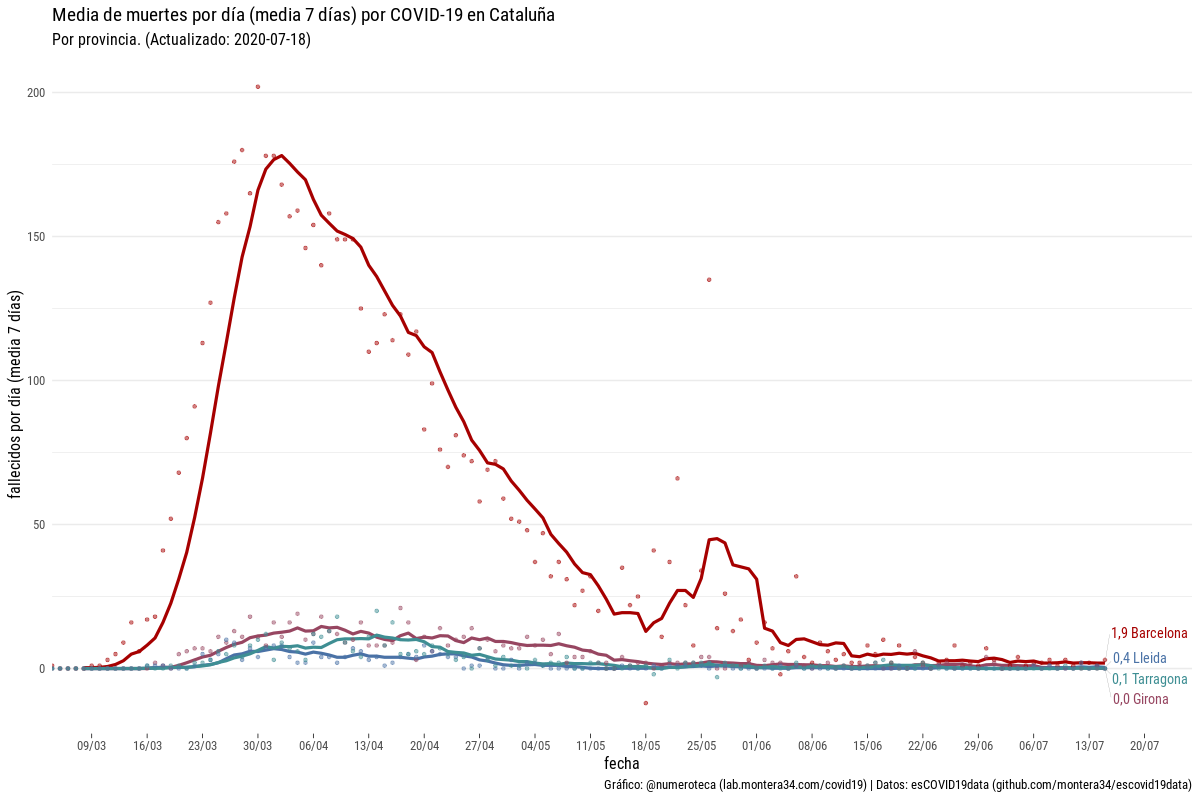 Media de muertes por día (media 7 días) por COVID-19 en Cataluña
Por provincia. (Actualizado: 2020-07-18)
fallecidos por día (media 7 días)
200
150
100
50
0
1,9 Barcelona
0,4 Lleida
0,1 Tarragona
0,0 Girona
09/03 16/03 23/03 30/03 06/04 13/04 20/04 27/04 04/05 11/05 18/05 25/05 01/06 08/06 15/06 22/06 29/06 06/07 13/07 20/07
fecha
Gráfico: @numeroteca (lab.montera34.com/covid19) | Datos: esCOVID19data (github.com/montera34/escovid19data)